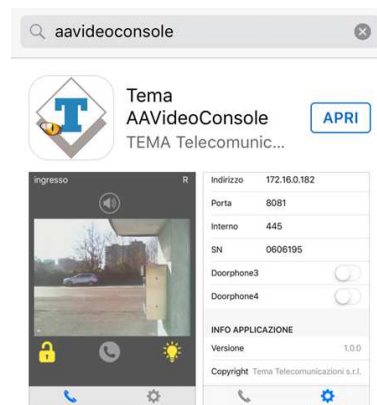 aavideoconsole
T
Tema
AAVideoConsole
TEMA Telecomunic...
APRI
ingresso R
Indirizzo 172.16.0.182
Porta 8081
Interno 445
SN 0606195
Doorphone3
Doorphone4
INFO APPLICAZIONE
Versione 1.0.0
Copyright Tema Telecomunicazioni s.r.l.